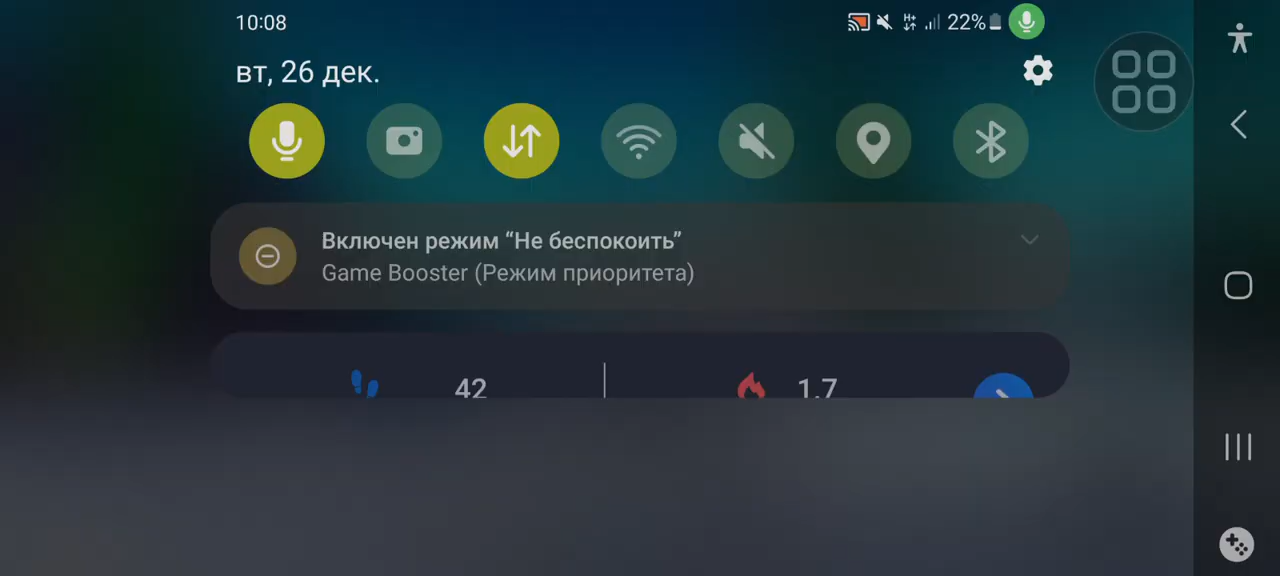 10:08
H+ 22%
вт, 26 дек.
Включен режим “Не беспокоить”
Game Booster (Режим приоритета)
42 1.7